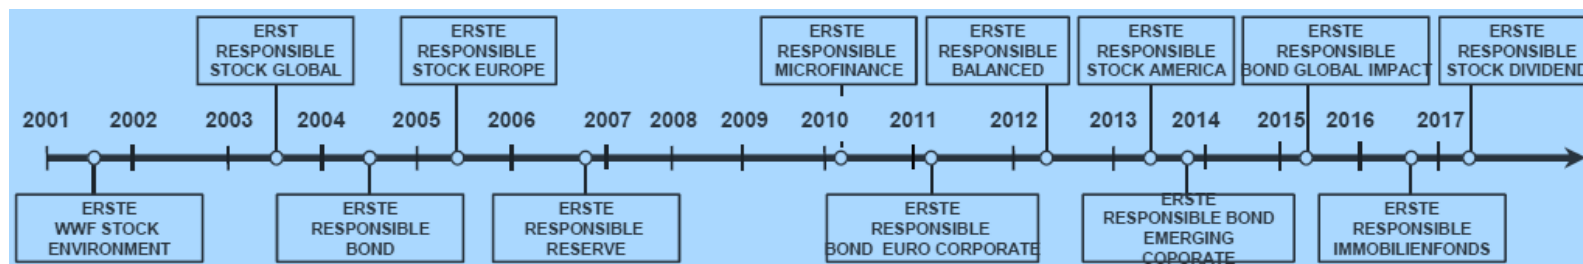 ERST
RESPONSIBLE
STOCK GLOBAL
ERSTE
RESPONSIBLE
STOCK EUROPE
ERSTE
RESPONSIBLE
MICROFINANCE
ERSTE
RESPONSIBLE
BALANCED
ERSTE
RESPONSIBLE
STOCK AMERICA
ERSTE
RESPONSIBLE
BOND GLOBAL IMPACT
ERSTE
RESPONSIBLE
STOCK DIVIDEND
2001 2002 2003 2004 2005 2006 2007 2008 2009 2010 2011 2012 2013 2014 2015 2016 2017
ERSTE
WWF STOCK
ENVIRONMENT
ERSTE
RESPONSIBLE
BOND
ERSTE
RESPONSIBLE
RESERVE
ERSTE
RESPONSIBLE
BOND EURO CORPORATE
ERSTE
RESPONSIBLE BOND
EMERGING
COPORATE
ERSTE
RESPONSIBLE
IMMOBILIENFONDS